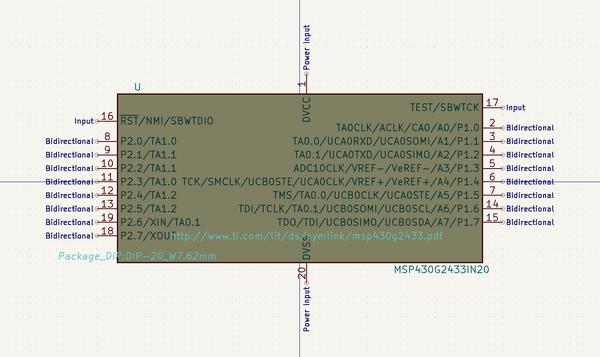 Power Input
1
DVCC
U
16 Input RST/NMI/SBWTDIO
TEST/SBWTCK 17 Input
TA0CLK/ACLK/CA0/A0/P1.0 2 Bidirectional
Bidirectional 8 P2.0/TA1.0 TA0.0/UCA0RXD/UCA0SOMI/A1/P1.1 3 Bidirectional
Bidirectional 9 P2.1/TA1.1 TA0.1/UCA0TXD/UCA0SIMO/A2/P1.2 4 Bidirectional
Bidirectional 10 P2.2/TA1.1 ADC10CLK/VREF-/VeREF-/A3/P1.3 5 Bidirectional
Bidirectional 11 P2.3/TA1.0 TCK/SMCLK/UCB0STE/UCA0CLK/VREF+/VeREF+/A4/P1.4 6 Bidirectional
Bidirectional 12 P2.4/TA1.2 TMS/TA0.0/UCB0CLK/UCA0STE/A5/P1.5 7 Bidirectional
Bidirectional 13 P2.5/TA1.2 TDI/TCLK/TA0.1/UCB0SOMI/UCB0SCL/A6/P1.6 14 Bidirectional
Bidirectional 19 P2.6/XIN/TA0.1 TDO/TDI/UCB0SIMO/UCB0SDA/A7/P1.7 15 Bidirectional
Bidirectional 18 P2.7/XOUT http://www.ti.com/lit/ds/symlink/msp430g2433.pdf
DVSS
Package_DIP:DIP-20_W7.62mm
MSP430G2433IN20
20
Power Input